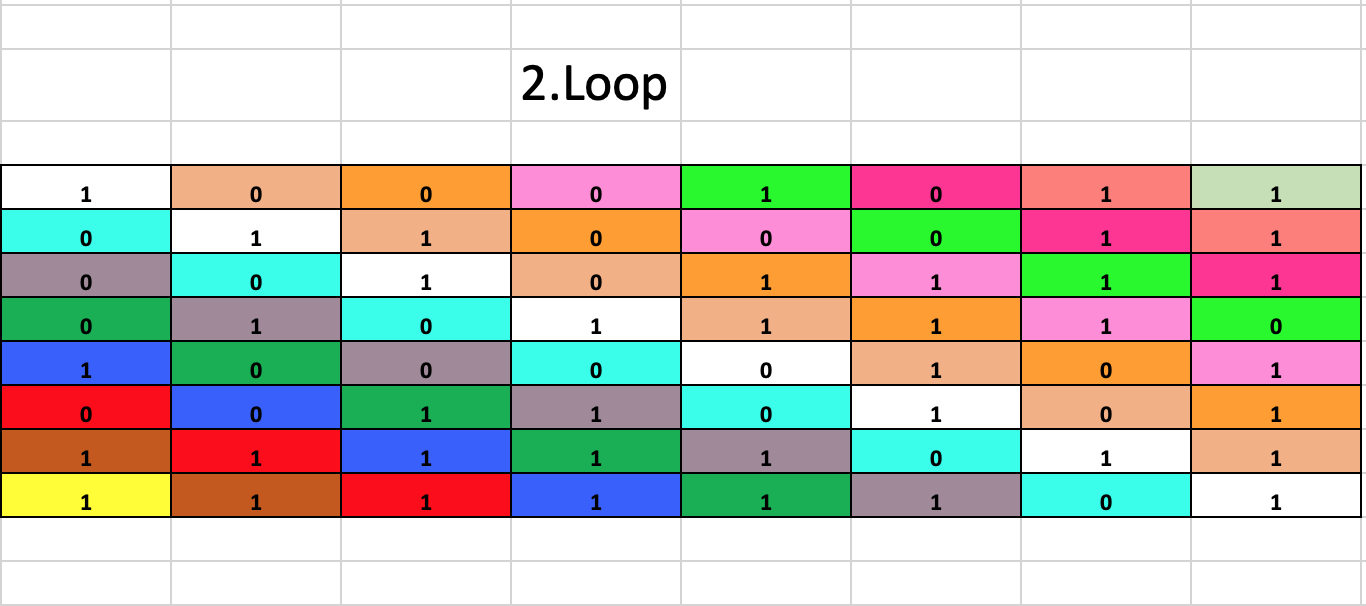 2.Loop
1 0 0 0 1 0 1 1
0 1 1 0 0 0 1 1
0 0 1 0 1 1 1 1
0 1 0 1 1 1 1 0
1 0 0 0 0 1 0 1
0 0 1 1 0 1 0 1
1 1 1 1 1 0 1 1
1 1 1 1 1 1 0 1